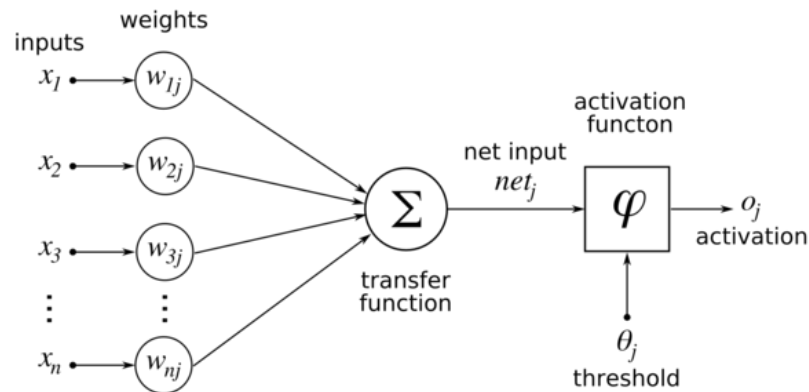 weights
inputs
x1
w1j
x2
w2j
x3
w3j
⋮
⋮
xn
wnj
Σ
transfer
function
net input
netj
activation
functon
φ
oj
activation
θj
threshold